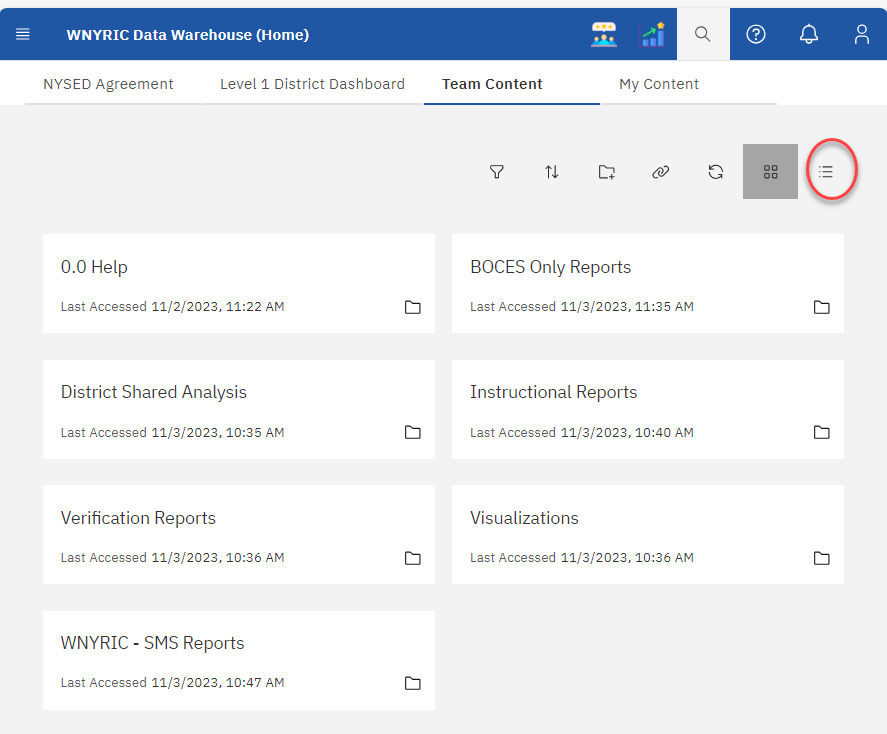 WNYRIC Data Warehouse (Home)
NYSED Agreement
Level 1 District Dashboard
Team Content
My Content
0.0 Help
Last Accessed 11/2/2023, 11:22 AM
BOCES Only Reports
Last Accessed 11/3/2023, 11:35 AM
District Shared Analysis
Last Accessed 11/3/2023, 10:35 AM
Instructional Reports
Last Accessed 11/3/2023, 10:40 AM
Verification Reports
Last Accessed 11/3/2023, 10:36 AM
Visualizations
Last Accessed 11/3/2023, 10:36 AM
WNYRIC - SMS Reports
Last Accessed 11/3/2023, 10:47 AM